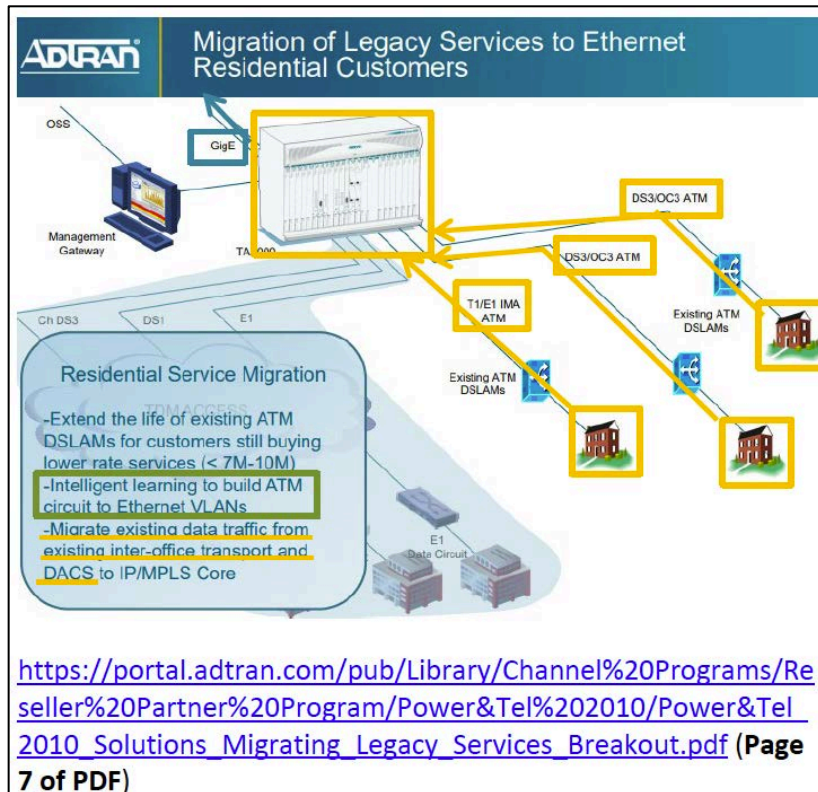 ADTRAN
Migration of Legacy Services to Ethernet
Residential Customers
OSS
GigE
Management
Gateway
DS3/OC3 ATM
DS3/OC3 ATM
T1/E1 IMA
ATM
Existing ATM
DSLAMs
Existing ATM
DSLAMs
Ch DS3
DS1
E1
Residential Service Migration
TDM ACCESS
-Extend the life of existing ATM
DSLAMs for customers still buying
lower rate services (< 7M-10M)
-Intelligent learning to build ATM
circuit to Ethernet VLANs
-Migrate existing data traffic from
existing inter-office transport and
DACS to IP/MPLS Core
E1
Data Circuit
https://portal.adtran.com/pub/Library/Channel%20Programs/Re
seller%20Partner%20Program/Power&Tel%202010/Power&Tel_
2010_Solutions_Migrating_Legacy_Services_Breakout.pdf (Page
7 of PDF)